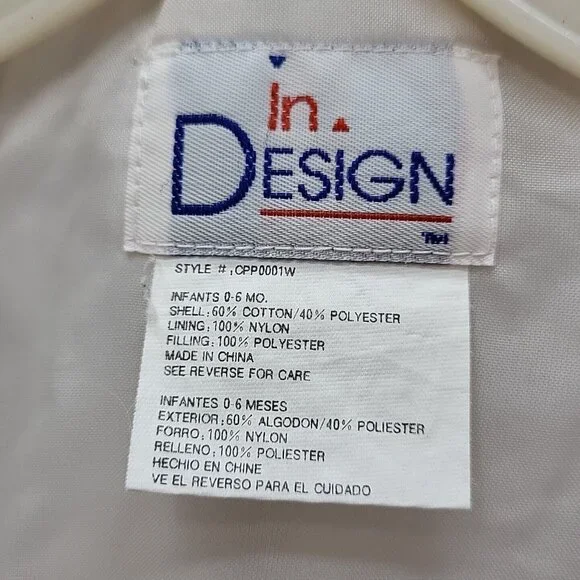 In
DESIGN
TM
STYLE #:CPP0001W
INFANTS 0-6 MO.
SHELL:60% COTTON/40% POLYESTER
LINING:100% NYLON
FILLING:100% POLYESTER
MADE IN CHINA
SEE REVERSE FOR CARE
INFANTES 0-6 MESES
EXTERIOR:60% ALGODON/40% POLYESTER
FORRO:100% NYLON
RELLENO:100% POLIESTER
HECHIO EN CHINE
VE EL REVERSO PARA EL CUIDADO